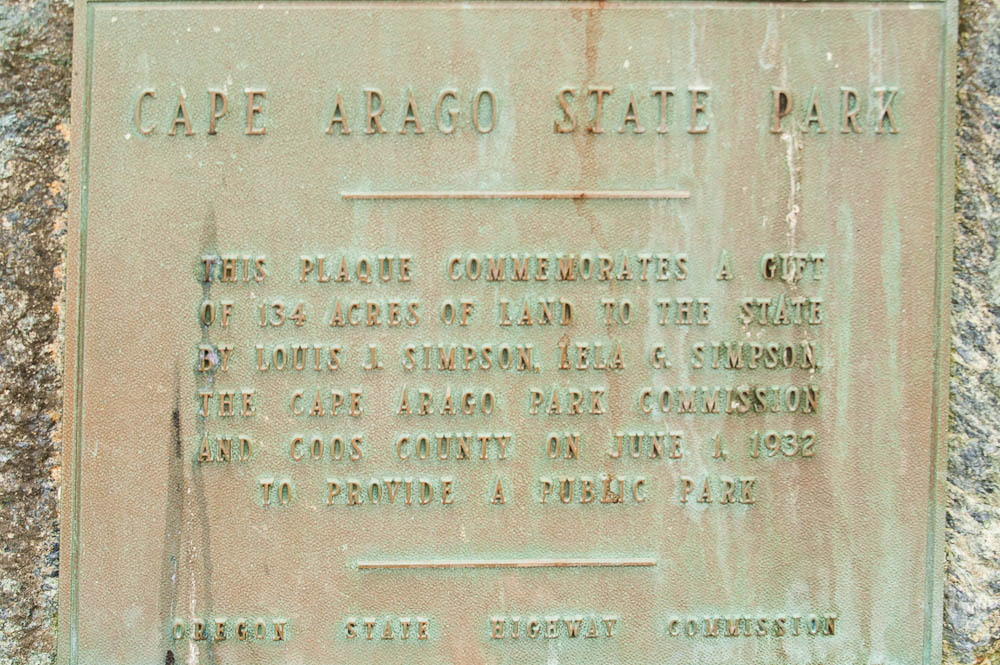 CAPE ARAGO STATE PARK
THIS PLAQUE COMMEMORATES A GIFT
OF 134 ACRES OF LAND TO THE STATE
BY LOUIS J. SIMPSON, LELA G. SIMPSON,
THE CAPE ARAGO PARK COMMISSION
AND COOS COUNTY ON JUNE 1, 1932
TO PROVIDE A PUBLIC PARK
OREGON STATE HIGHWAY COMMISSION